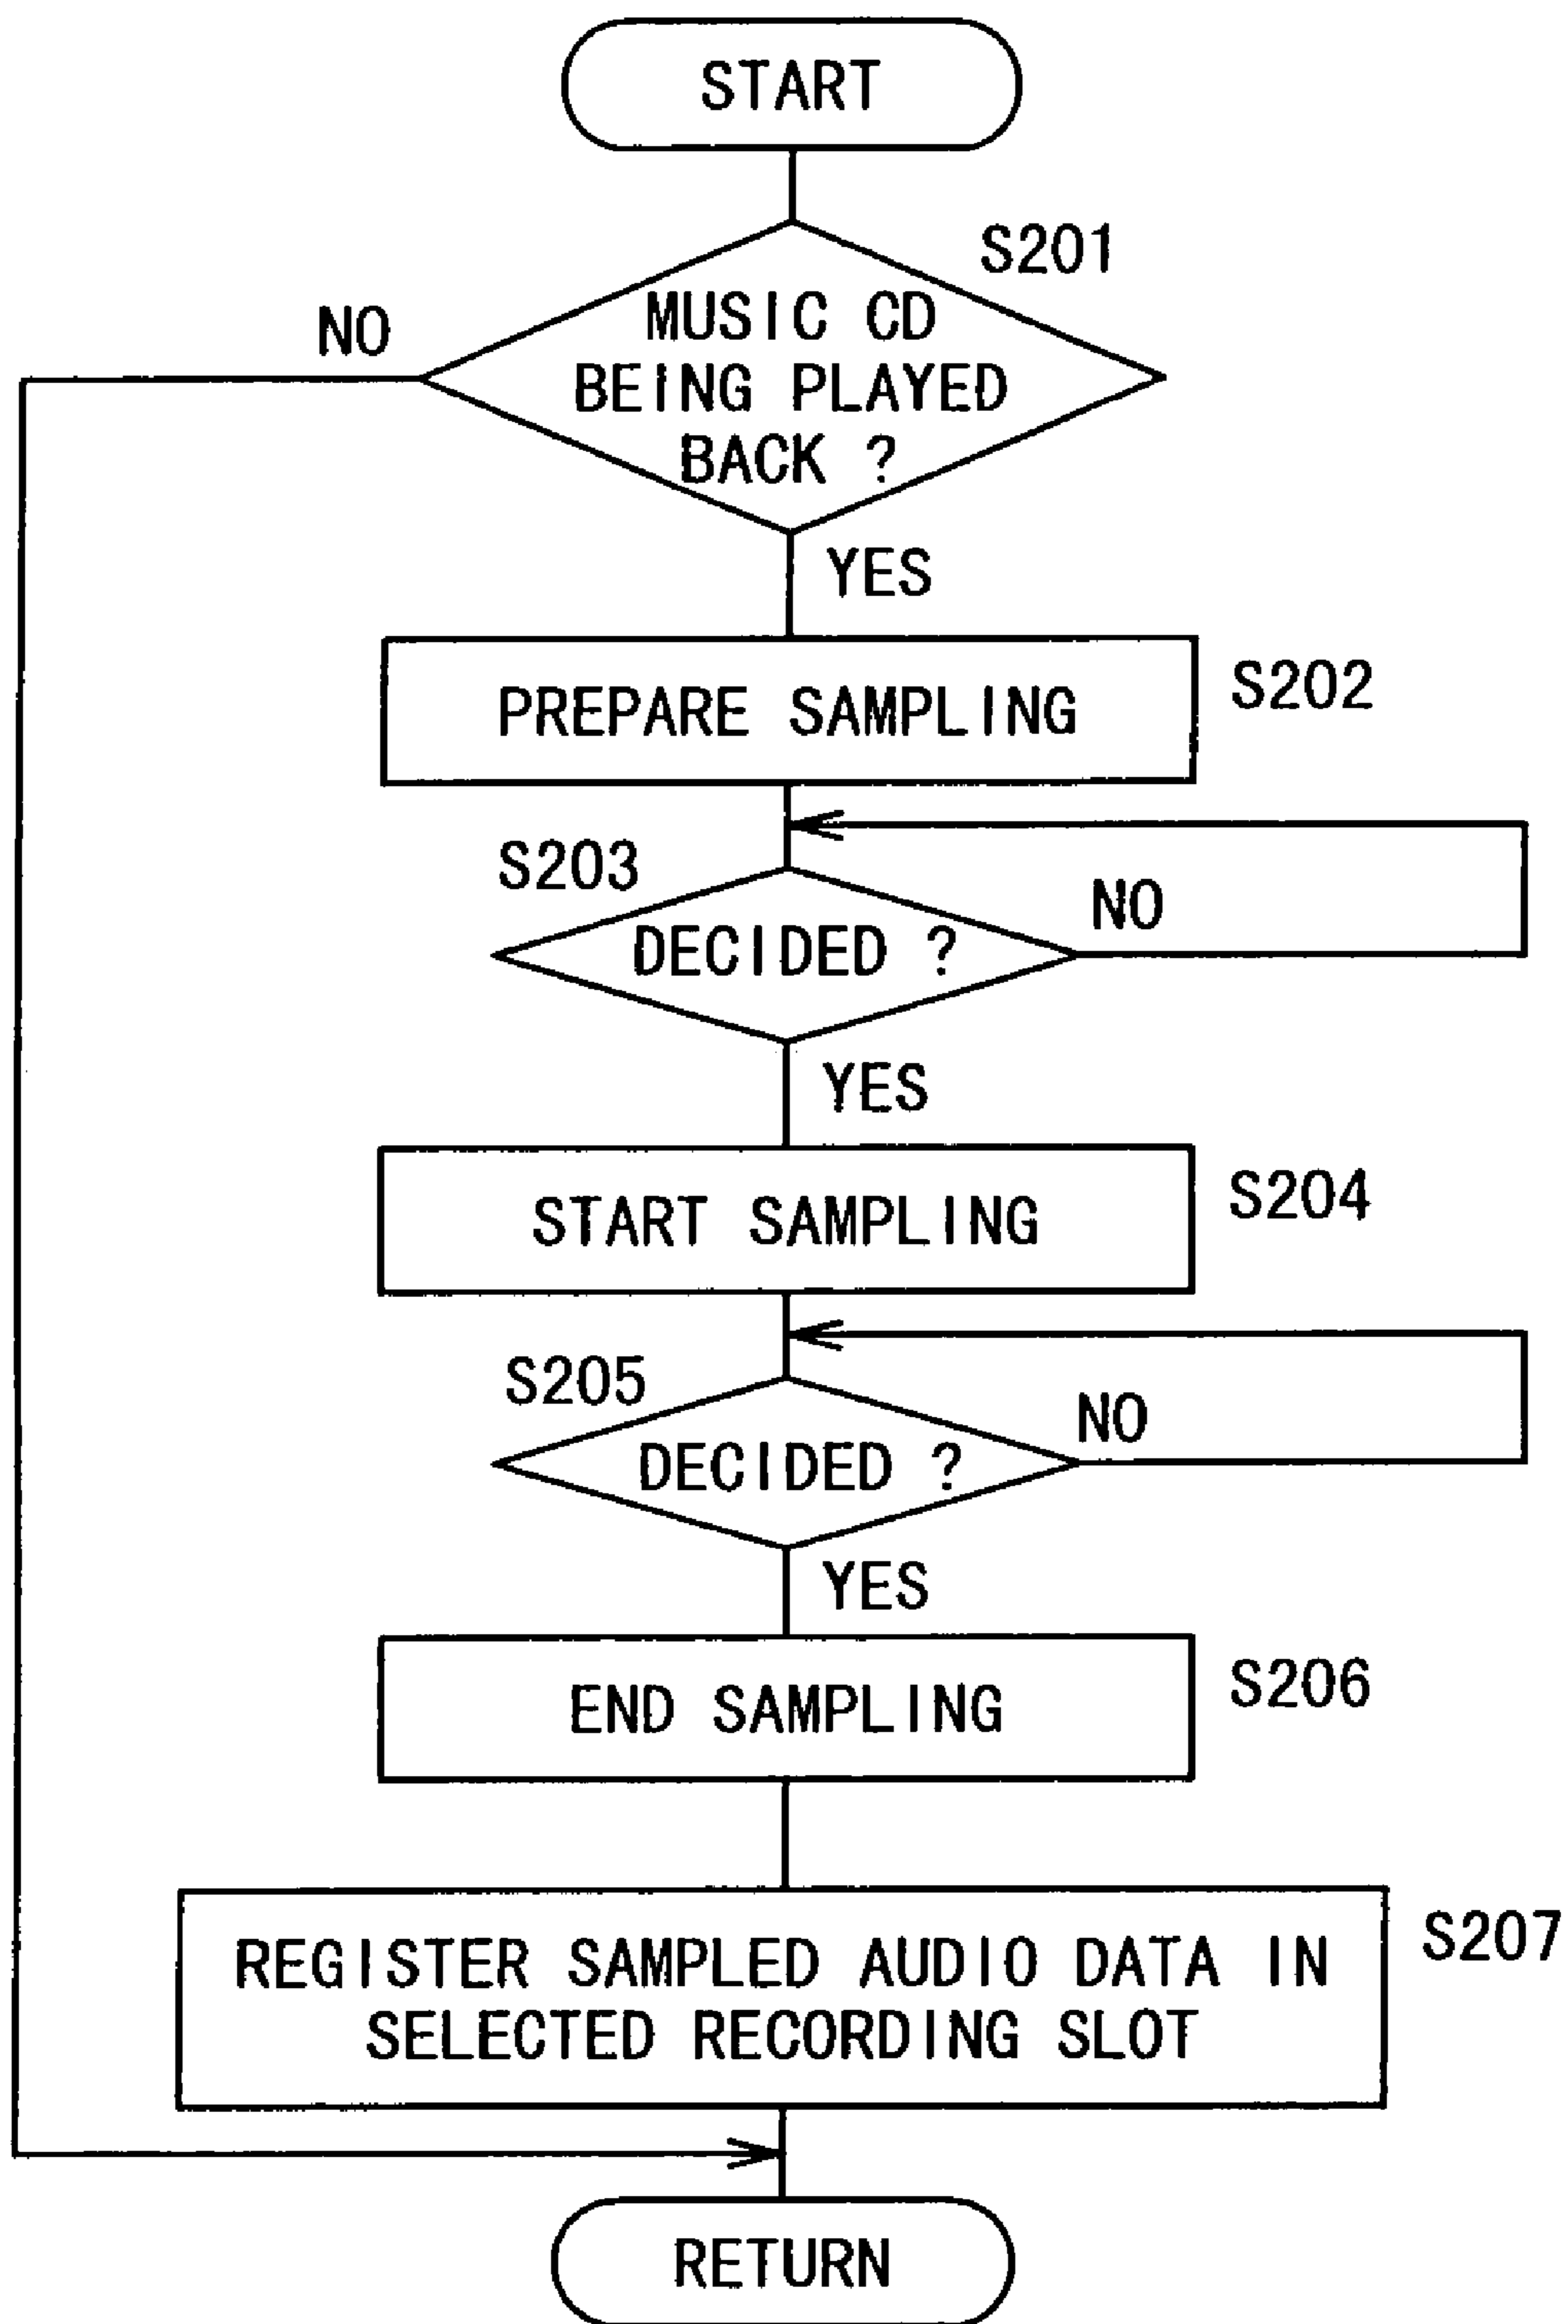 START
S201
NO
MUSIC CD
BEING PLAYED
BACK ?
YES
PREPARE SAMPLING
S202
S203
DECIDED ?
NO
YES
START SAMPLING
S204
S205
DECIDED ?
NO
YES
END SAMPLING
S206
REGISTER SAMPLED AUDIO DATA IN
SELECTED RECORDING SLOT
S207
RETURN